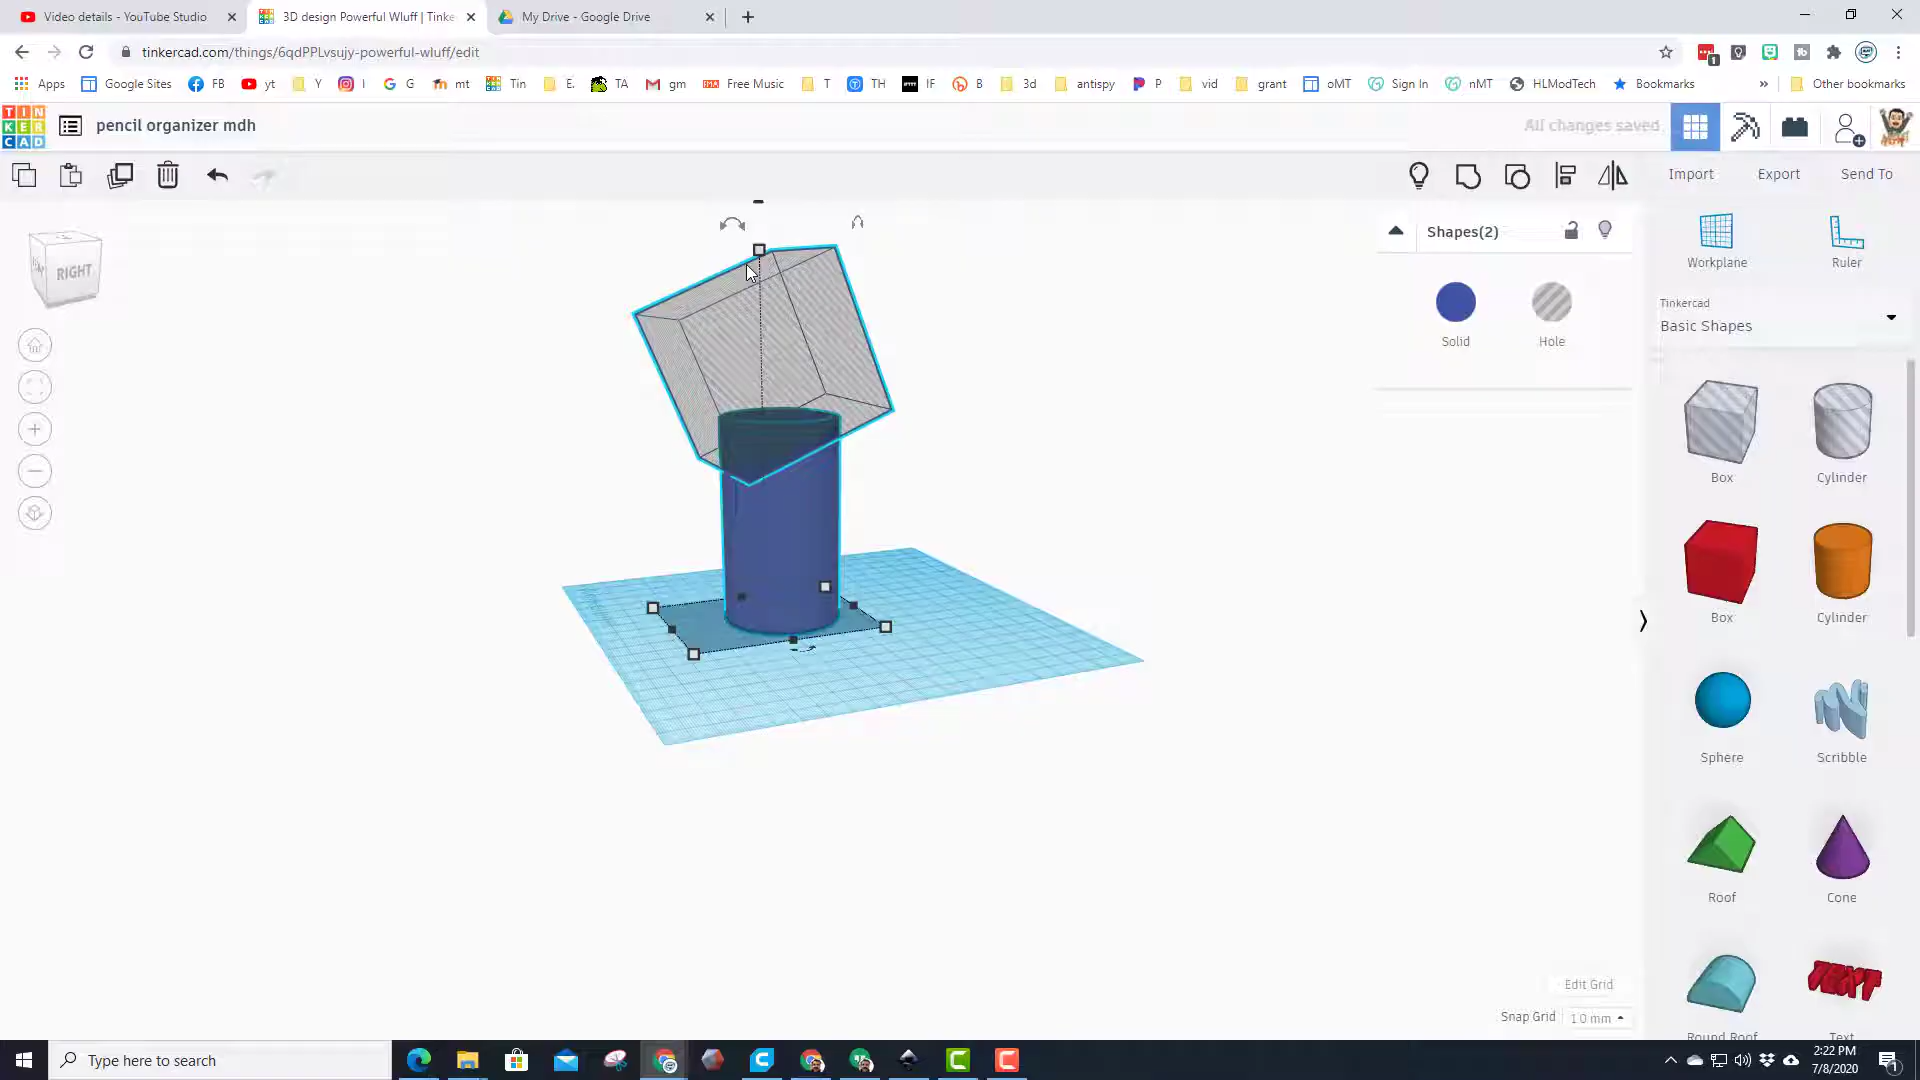 Video details - YouTube Studio
3D design Powerful Wluff | Tinke
My Drive - Google Drive
tinkercad.com/things/6qdPPLvsujy-powerful-wluff/edit
Apps
Google Sites
FB
yt
Y
I
G
mt
Tin
E.
TA
gm
Free Music
T
TH
IF
B
3d
antispy
P
vid
grant
oMT
Sign In
nMT
HLModTech
Bookmarks
Other bookmarks
TIN
KER
CAD
pencil organizer mdh
All changes saved
Import
Export
Send To
RIGHT
Shapes(2)
Solid
Hole
Workplane
Ruler
Tinkercad
Basic Shapes
Box
Cylinder
Box
Cylinder
Sphere
Scribble
Roof
Cone
TEXT
Round Roof
Text
Edit Grid
Snap Grid
1.0 mm
Type here to search
2:22 PM
7/8/2020